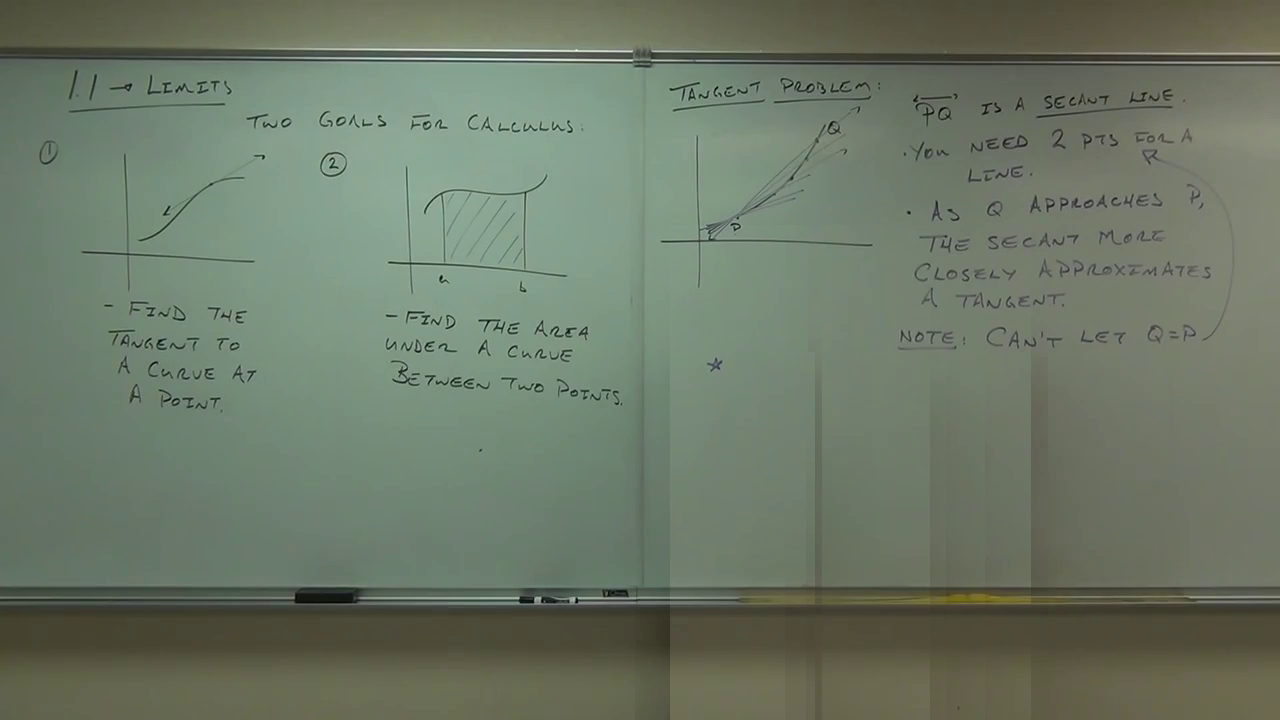 1.1 → LIMITS
TWO GOALS FOR CALCULUS:
①
②
a
b
- FIND THE
TANGENT TO
A CURVE AT
A POINT.
- FIND THE AREA
UNDER A CURVE
BETWEEN TWO POINTS.
TANGENT PROBLEM:
Q
P
PQ IS A SECANT LINE.
• YOU NEED 2 PTS FOR A
LINE.
• AS Q APPROACHES P,
THE SECANT MORE
CLOSELY APPROXIMATES
A TANGENT.
NOTE: CAN'T LET Q=P